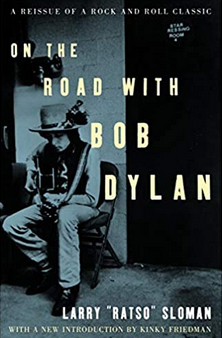 A REISSUE OF A ROCK AND ROLL CLASSIC
STAR
ON THE
ROOM
ROAD WITH
BOB
DYLAN
LARRY "RATSO" SLOMAN
WITH A NEW INTRODUCTION BY KINKY FRIEDMAN